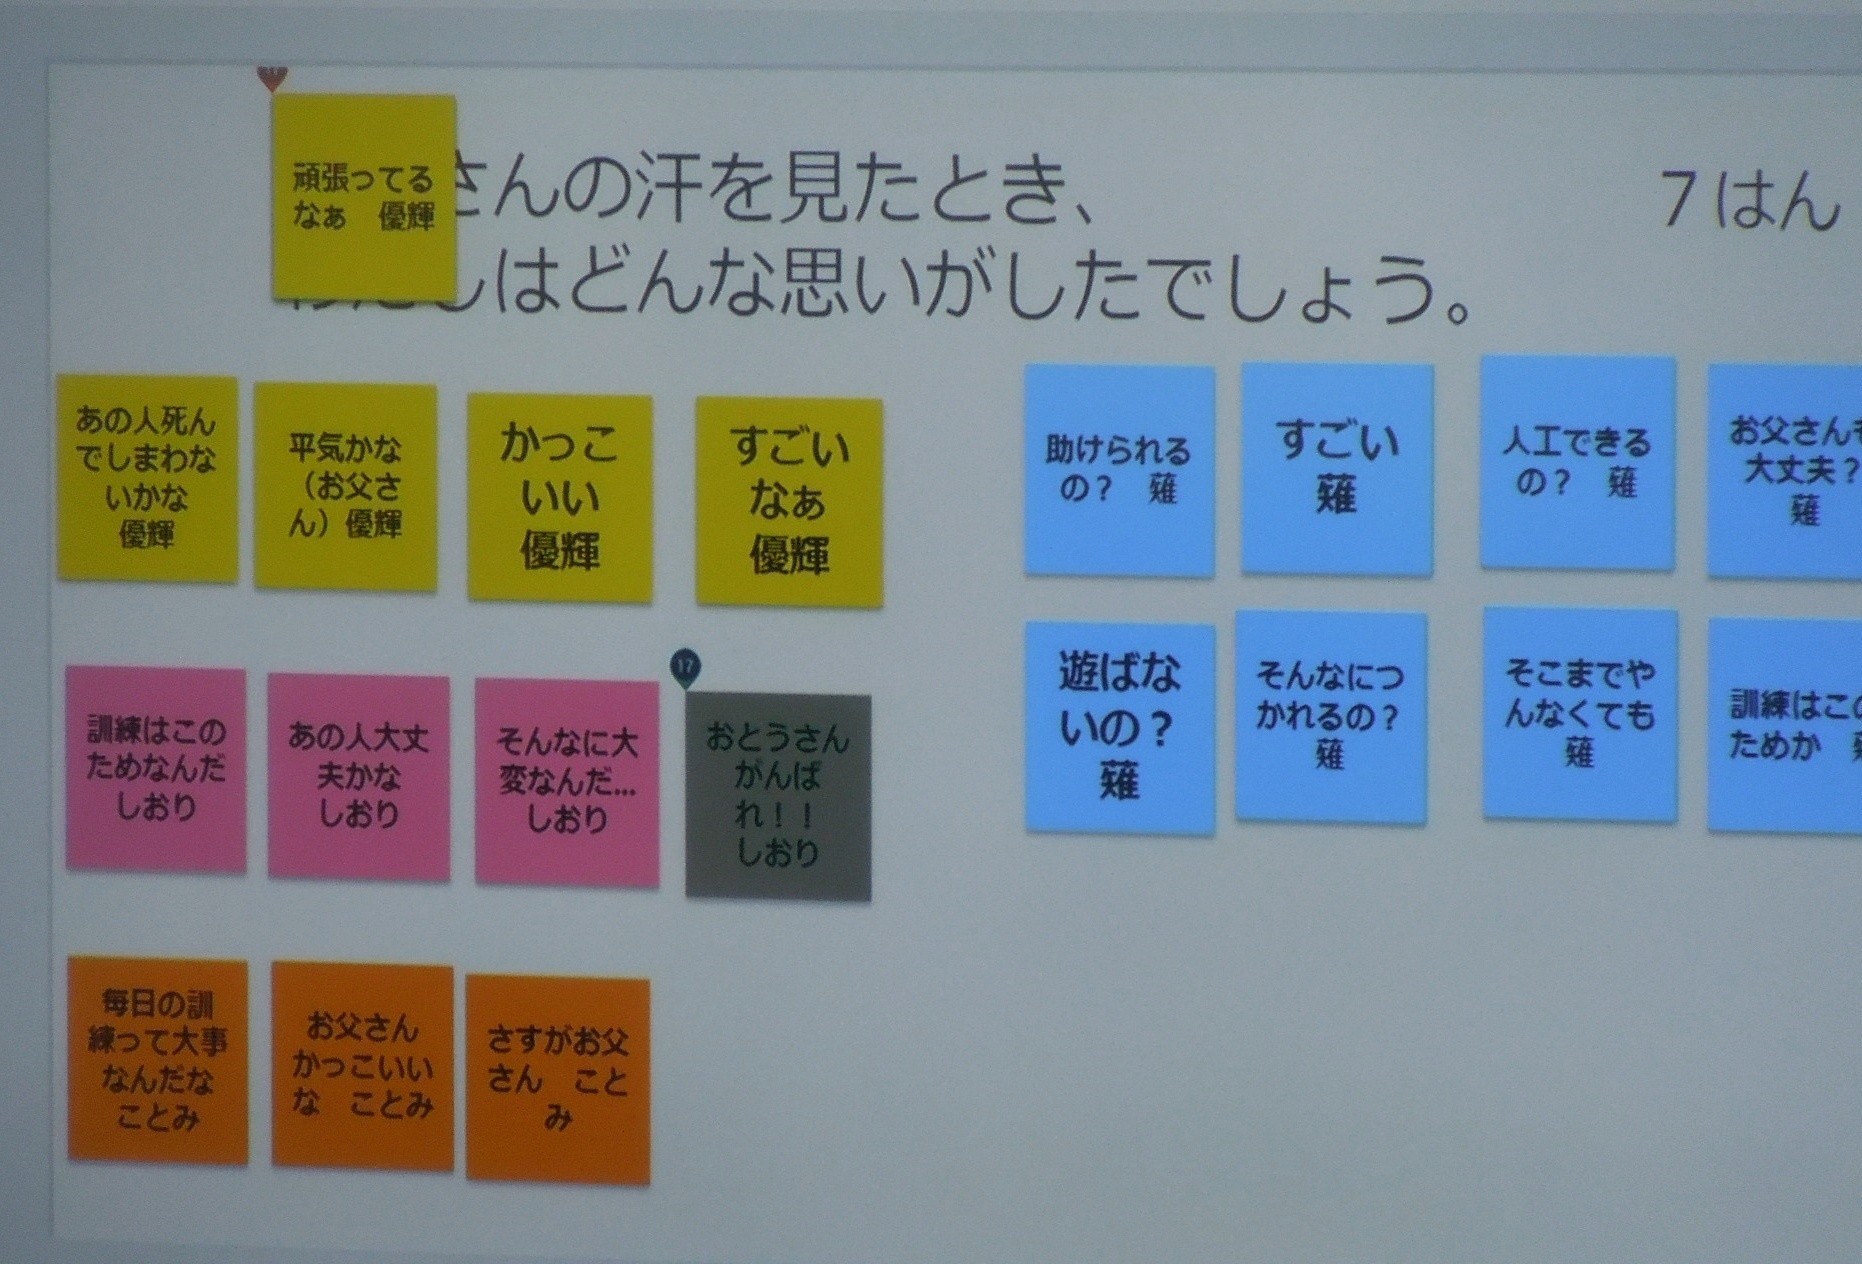 頑張ってる
なぁ　優輝
さんの汗を見たとき、
７はん
しはどんな思いがしたでしょう。
あの人死ん
でしまわな
いかな
優輝
平気かな
（お父さ
ん）優輝
かっこ
いい
優輝
すごい
なぁ
優輝
助けられる
の？　薙
すごい
薙
人工できる
の？　薙
お父さんも
大丈夫？
薙
訓練はこの
ためなんだ
しおり
あの人大丈
夫かな
しおり
そんなに大
変なんだ…
しおり
17
おとうさん
がんば
れ！！
しおり
遊ばな
いの？
薙
そんなにつ
かれるの？
薙
そこまでや
んなくても
薙
訓練はこの
ためか
毎日の訓
練って大事
なんだな
ことみ
お父さん
かっこいい
な　ことみ
さすがお父
さん　こと
み